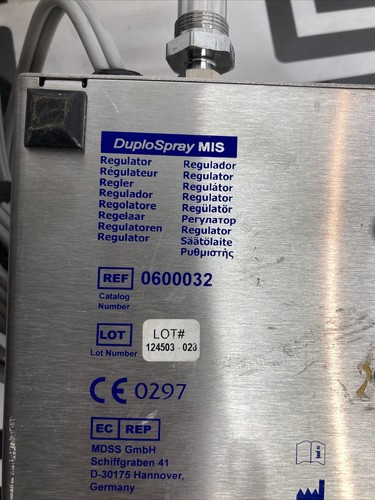 DuploSpray MIS
Regulator
Régulateur
Regler
Regulador
Regolatore
Regelaar
Regulatoren
Regulator
Regulador
Regulator
Regulátor
Regulator
Regülatör
Регулатор
Regulator
Säätölaite
Ρυθμιστής
REF 0600032
Catalog
Number
LOT
Lot Number
LOT#
124503 - 023
CE 0297
EC REP
MDSS GmbH
Schiffgraben 41
D-30175 Hannover,
Germany